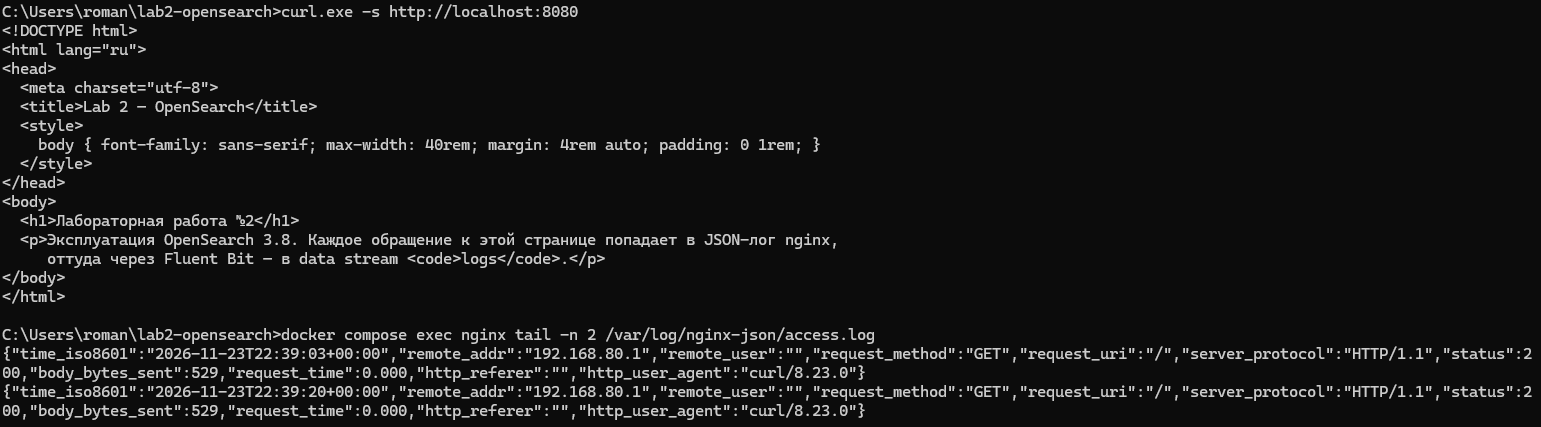 C:\Users\roman\lab2-opensearch>curl.exe -s http://localhost:8080
<!DOCTYPE html>
<html lang="ru">
<head>
  <meta charset="utf-8">
  <title>Lab 2 — OpenSearch</title>
  <style>
    body { font-family: sans-serif; max-width: 40rem; margin: 4rem auto; padding: 0 1rem; }
  </style>
</head>
<body>
  <h1>Лабораторная работа №2</h1>
  <p>Эксплуатация OpenSearch 3.8. Каждое обращение к этой странице попадает в JSON-лог nginx,
     оттуда через Fluent Bit — в data stream <code>logs</code>.</p>
</body>
</html>

C:\Users\roman\lab2-opensearch>docker compose exec nginx tail -n 2 /var/log/nginx-json/access.log
{"time_iso8601":"2026-11-23T22:39:03+00:00","remote_addr":"192.168.80.1","remote_user":"","request_method":"GET","request_uri":"/","server_protocol":"HTTP/1.1","status":2
00,"body_bytes_sent":529,"request_time":0.000,"http_referer":"","http_user_agent":"curl/8.23.0"}
{"time_iso8601":"2026-11-23T22:39:20+00:00","remote_addr":"192.168.80.1","remote_user":"","request_method":"GET","request_uri":"/","server_protocol":"HTTP/1.1","status":2
00,"body_bytes_sent":529,"request_time":0.000,"http_referer":"","http_user_agent":"curl/8.23.0"}